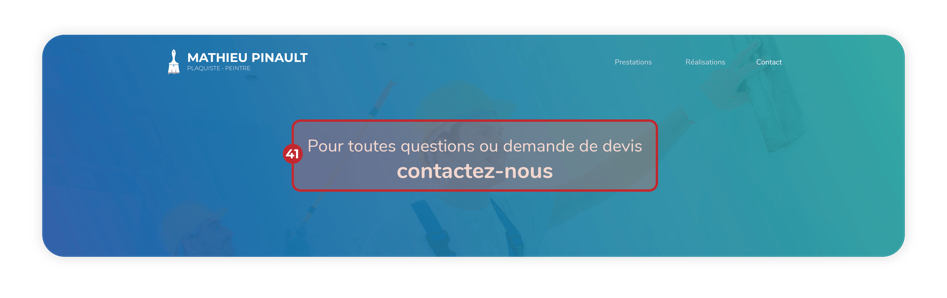 MATHIEU PINAULT
PLAQUISTE - PEINTRE
Prestations
Réalisations
Contact
41
Pour toutes questions ou demande de devis
contactez-nous